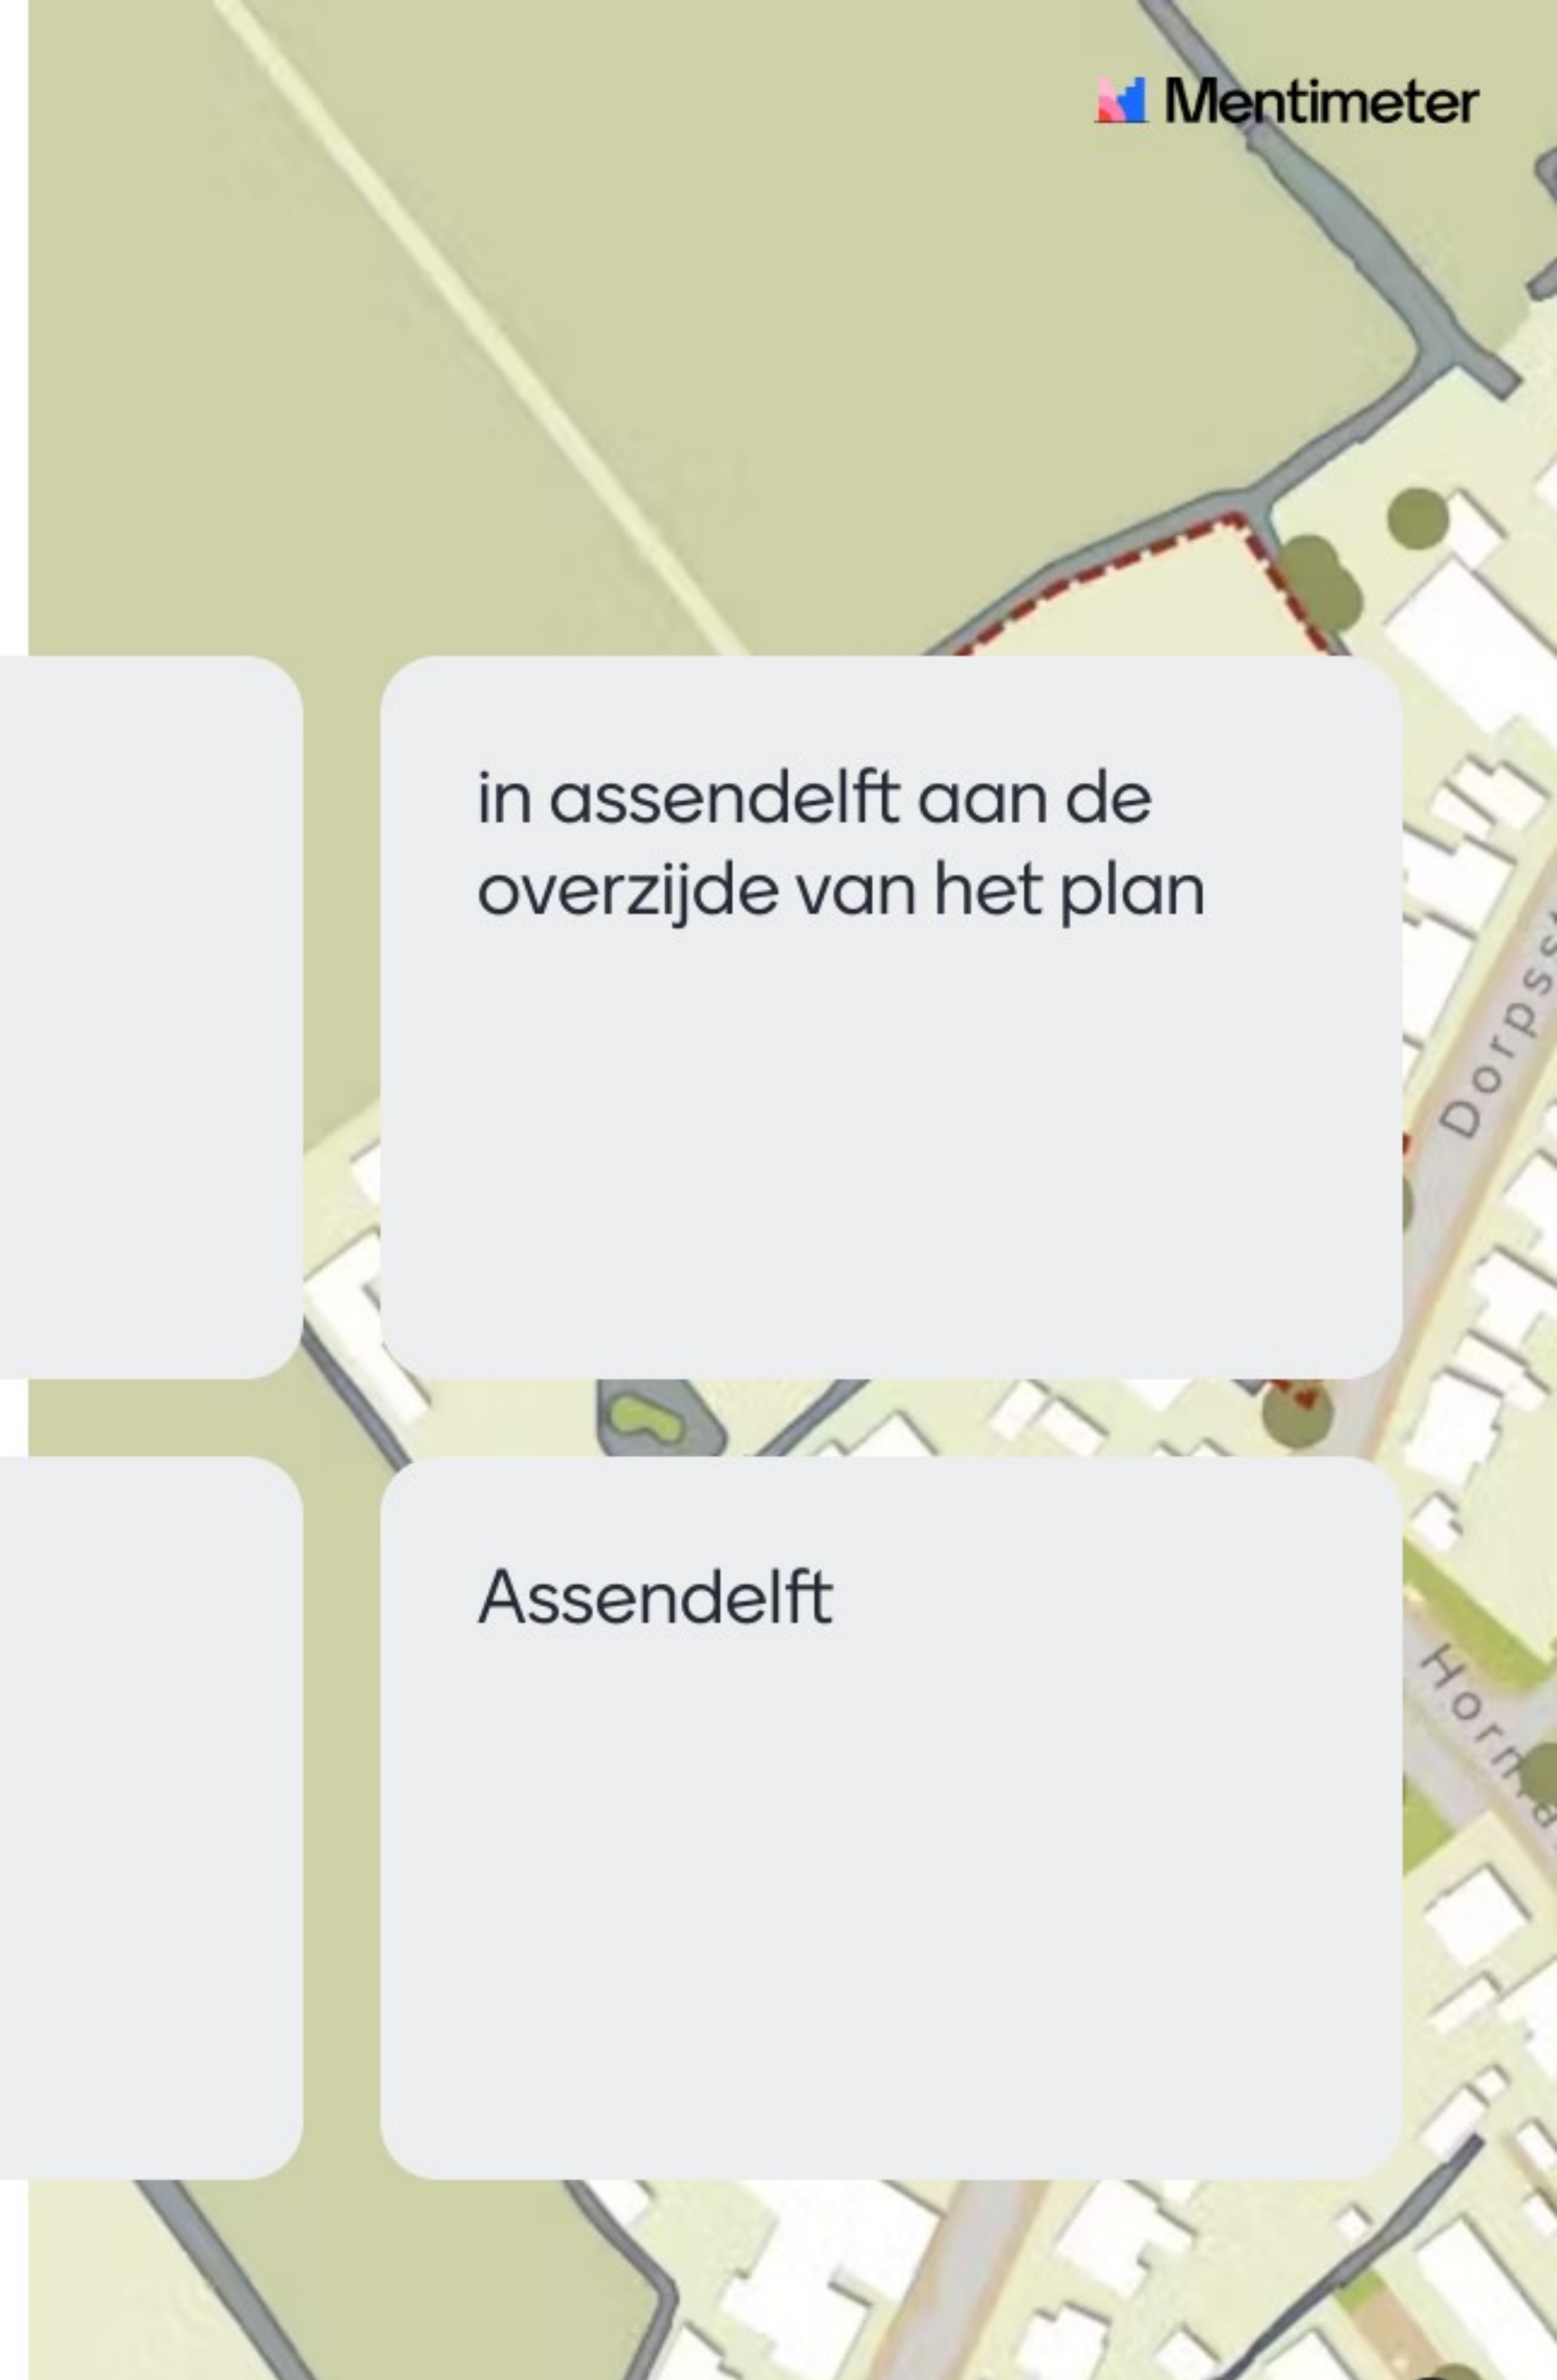 Mentimeter
in assendelft aan de
overzijde van het plan
Assendelft